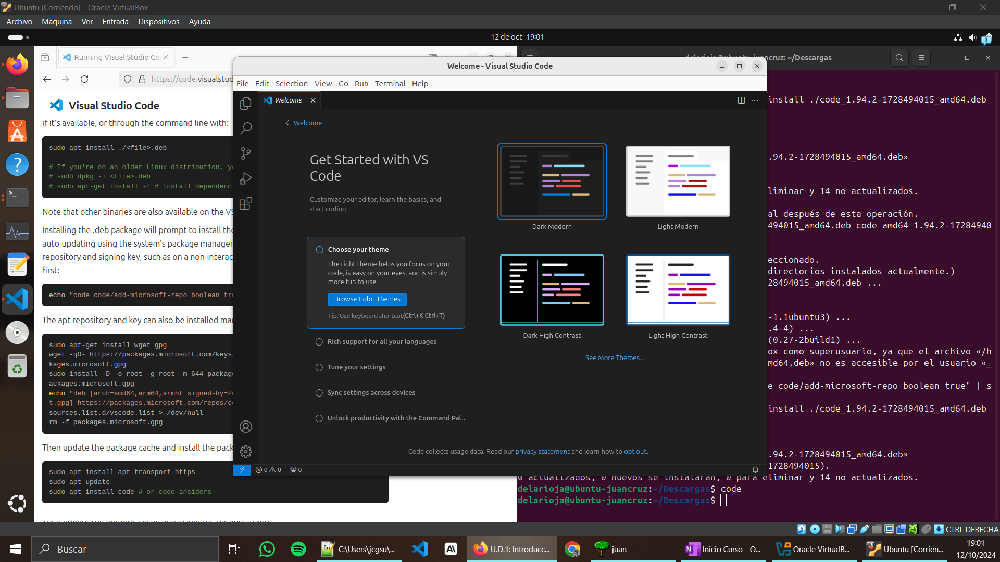 Ubuntu [Corriendo] - Oracle VirtualBox
Archivo Máquina Ver Entrada Dispositivos Ayuda
12 de oct 19:01
Running Visual Studio Co
https://code.visualstud
Visual Studio Code
if it's available, or through the command line with:
sudo apt install ./<file>.deb
# If you're on an older Linux distribution, yo
# sudo dpkg -i <file>.deb
# sudo apt-get install -f # Install dependenci
Note that other binaries are also available on the VS
Installing the .deb package will prompt to install the
auto-updating using the system's package manager
repository and signing key, such as on a non-interac
first:
echo "code code/add-microsoft-repo boolean tru
The apt repository and key can also be installed ma
sudo apt-get install wget gpg
wget -qO- https://packages.microsoft.com/keys/
kages.microsoft.gpg
sudo install -D -o root -g root -m 644 package
ackages.microsoft.gpg
echo "deb [arch=amd64,arm64,armhf signed-by=/e
t.gpg] https://packages.microsoft.com/repos/co
sources.list.d/vscode.list > /dev/null
rm -f packages.microsoft.gpg
Then update the package cache and install the pack
sudo apt install apt-transport-https
sudo apt update
sudo apt install code # or code-insiders
Welcome - Visual Studio Code
File Edit Selection View Go Run Terminal Help
Welcome
Welcome
Get Started with VS
Code
Customize your editor, learn the basics, and
start coding
Choose your theme
The right theme helps you focus on your
code, is easy on your eyes, and is simply
more fun to use.
Browse Color Themes
Tip: Use keyboard shortcut(Ctrl+K Ctrl+T)
Rich support for all your languages
Tune your settings
Sync settings across devices
Unlock productivity with the Command Pal..
Dark Modern
Light Modern
Dark High Contrast
Light High Contrast
See More Themes...
Code collects usage data. Read our privacy statement and learn how to opt out.
0 0 0
cruz: ~/Descargas
install ./code_1.94.2-1728494015_amd64.deb
.94.2-1728494015_amd64.deb»
liminar y 14 no actualizados.
al después de esta operación.
494015_amd64.deb code amd64 1.94.2-17284940
eccionado.
directorios instalados actualmente.)
28494015_amd64.deb ...
-1.1ubuntu3) ...
.4-4) ...
(0.27-2build1) ...
ox como superusuario, ya que el archivo «/h
md64.deb» no es accesible por el usuario «_
e code/add-microsoft-repo boolean true" | s
install ./code_1.94.2-1728494015_amd64.deb
.94.2-1728494015_amd64.deb»
1728494015).
0 actualizados, 0 nuevos se instalarán, 0 para eliminar y 14 no actualizados.
delarioja@ubuntu-juancruz:~/Descargas$ code
delarioja@ubuntu-juancruz:~/Descargas$
CTRL DERECHA
Buscar
C:\Users\jcgsu\...
U.D.1: Introducc...
juan
Inicio Curso - O...
Oracle VirtualB...
Ubuntu [Corrien...
19:01
12/10/2024